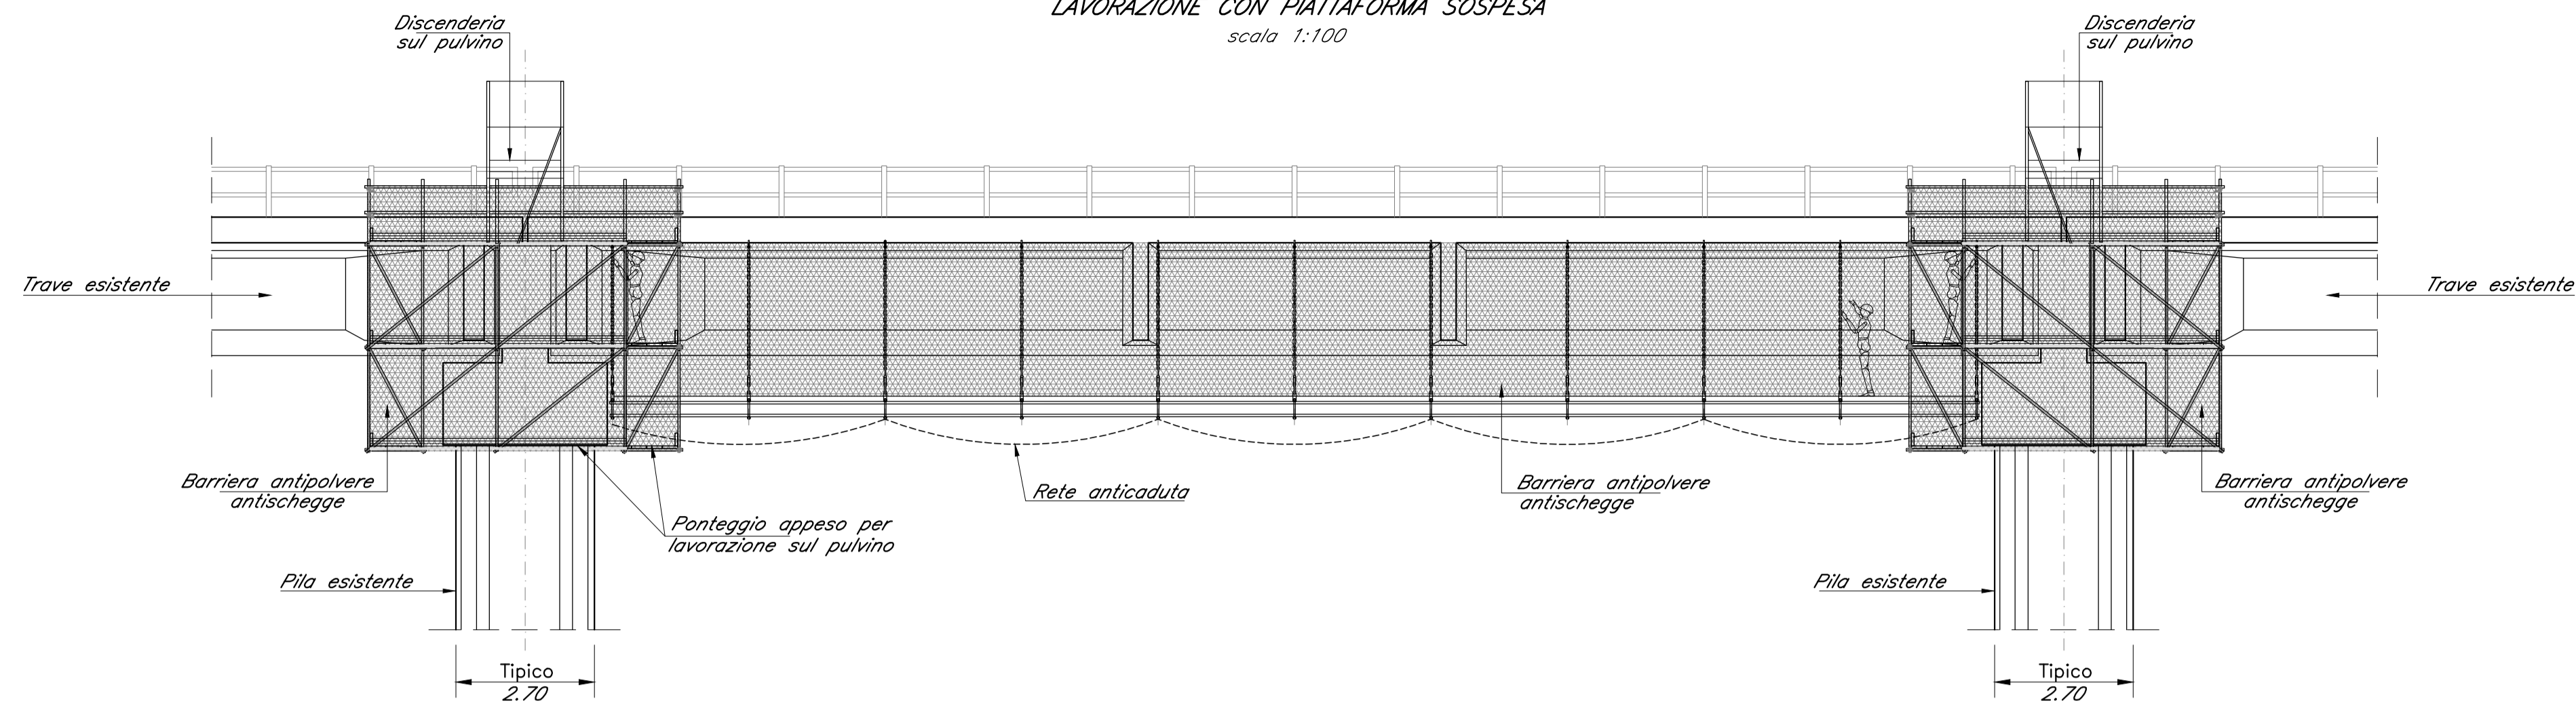 LAVORAZIONE CON PIATTAFORMA SOSPESA
scala 1:100
Discenderia
sul pulvino
Discenderia
sul pulvino
Trave esistente
Trave esistente
Barriera antipolvere
antischegge
Rete anticaduta
Barriera antipolvere
antischegge
Barriera antipolvere
antischegge
Ponteggio appeso per
lavorazione sul pulvino
Pila esistente
Pila esistente
Tipico
2.70
Tipico
2.70